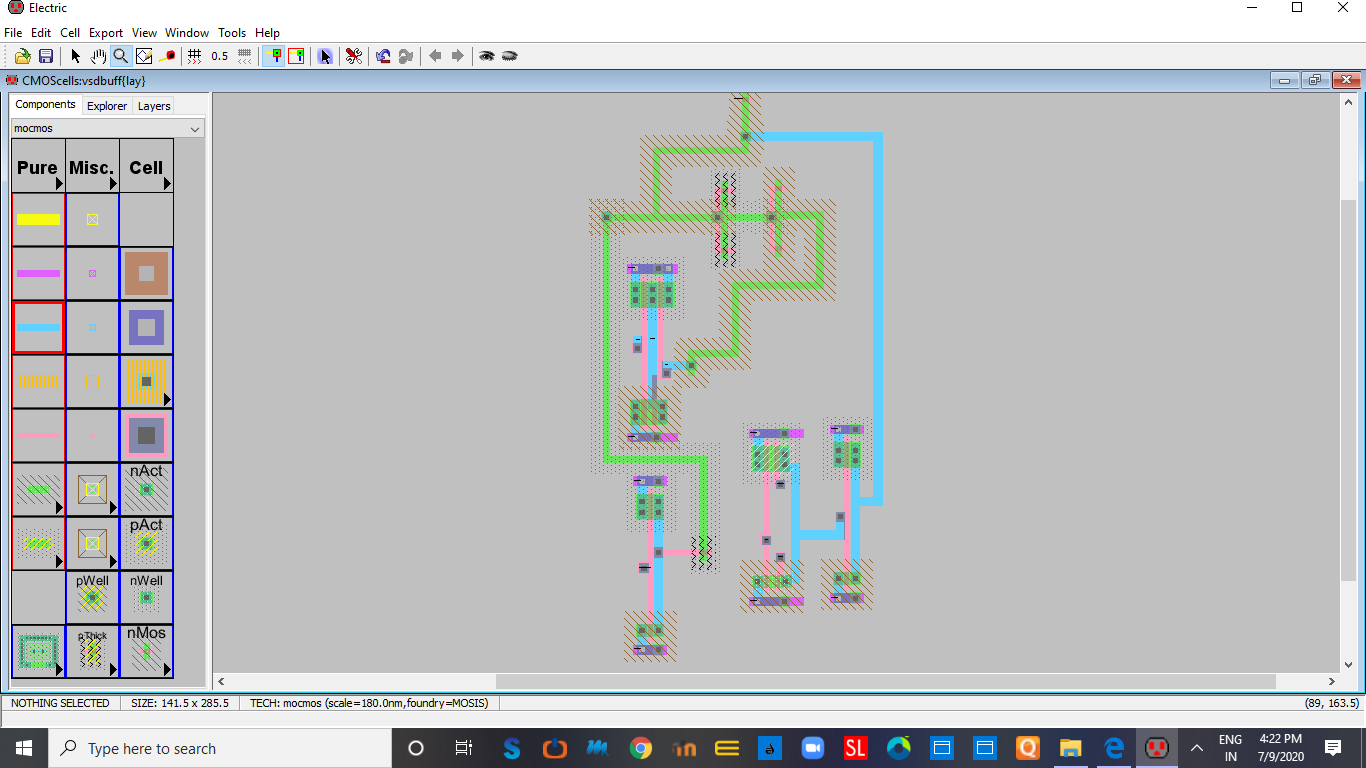 Electric
File Edit Cell Export View Window Tools Help
0.5
CMOScells:vsdbuff{lay}
Components Explorer Layers
mocmos
Pure Misc. Cell
nAct
pAct
pWell nWell
pThick nMos
NOTHING SELECTED SIZE: 141.5 x 285.5 TECH: mocmos (scale=180.0nm,foundry=MOSIS) (89, 163.5)
Type here to search
S m in SL Q
ENG 4:22 PM
IN 7/9/2020